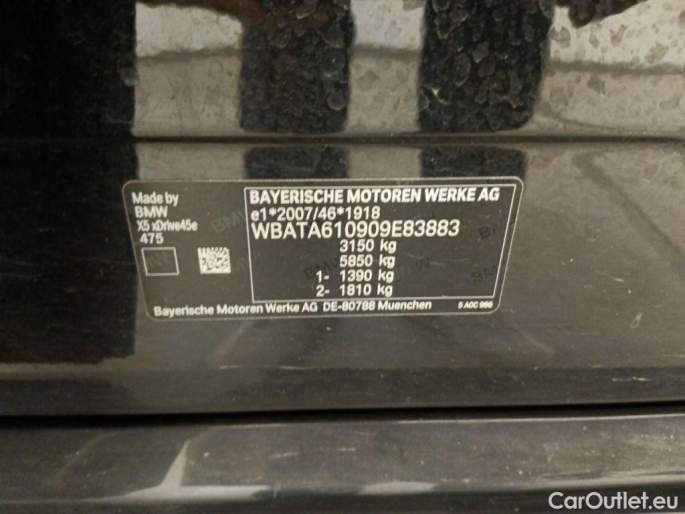 Made by
BMW
X5 xDrive45e
475
BAYERISCHE MOTOREN WERKE AG
e1*2007/46*1918
WBATA610909E83883
3150 kg
5850 kg
1- 1390 kg
2- 1810 kg
Bayerische Motoren Werke AG DE-80788 Muenchen
CarOutlet.eu